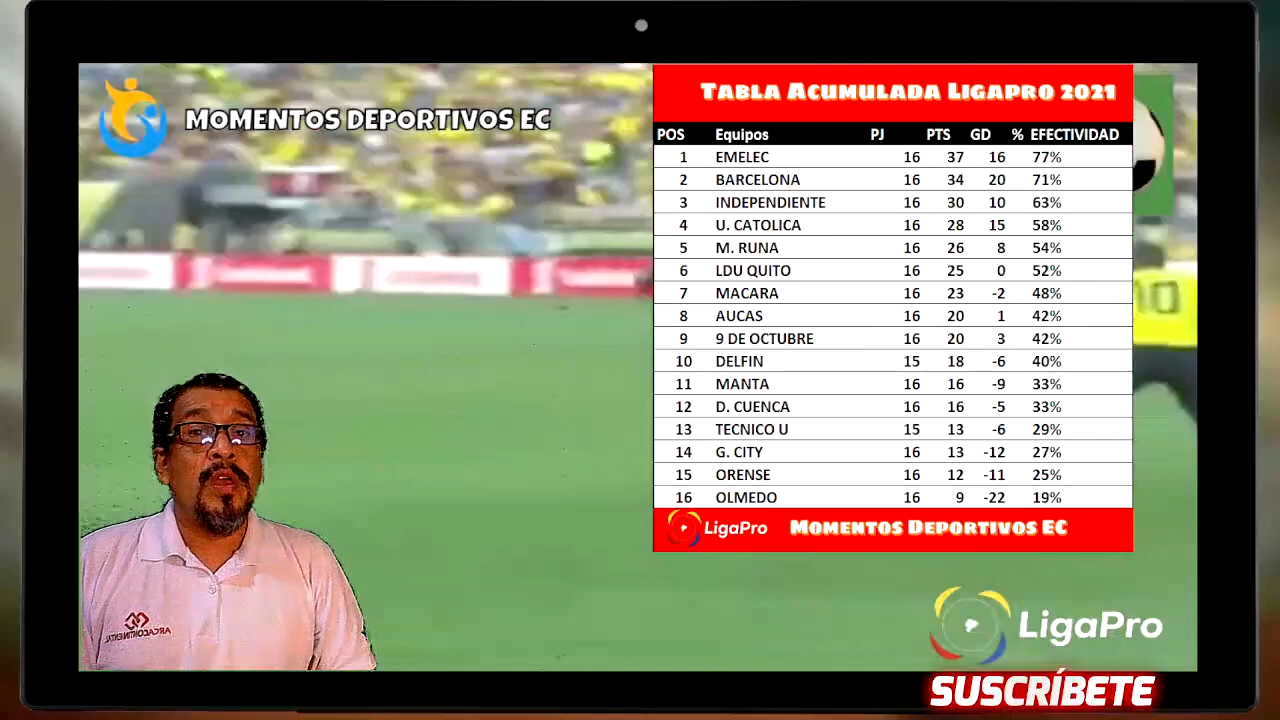 MOMENTOS DEPORTIVOS EC
TABLA ACUMULADA LIGAPRO 2021
POS Equipos PJ PTS GD % EFECTIVIDAD
1 EMELEC 16 37 16 77%
2 BARCELONA 16 34 20 71%
3 INDEPENDIENTE 16 30 10 63%
4 U. CATOLICA 16 28 15 58%
5 M. RUNA 16 26 8 54%
6 LDU QUITO 16 25 0 52%
7 MACARA 16 23 -2 48%
8 AUCAS 16 20 1 42%
9 9 DE OCTUBRE 16 20 3 42%
10 DELFIN 15 18 -6 40%
11 MANTA 16 16 -9 33%
12 D. CUENCA 16 16 -5 33%
13 TECNICO U 15 13 -6 29%
14 G. CITY 16 13 -12 27%
15 ORENSE 16 12 -11 25%
16 OLMEDO 16 9 -22 19%
LigaPro MOMENTOS DEPORTIVOS EC
10
ARCACONTINENTAL
LigaPro
SUSCRÍBETE